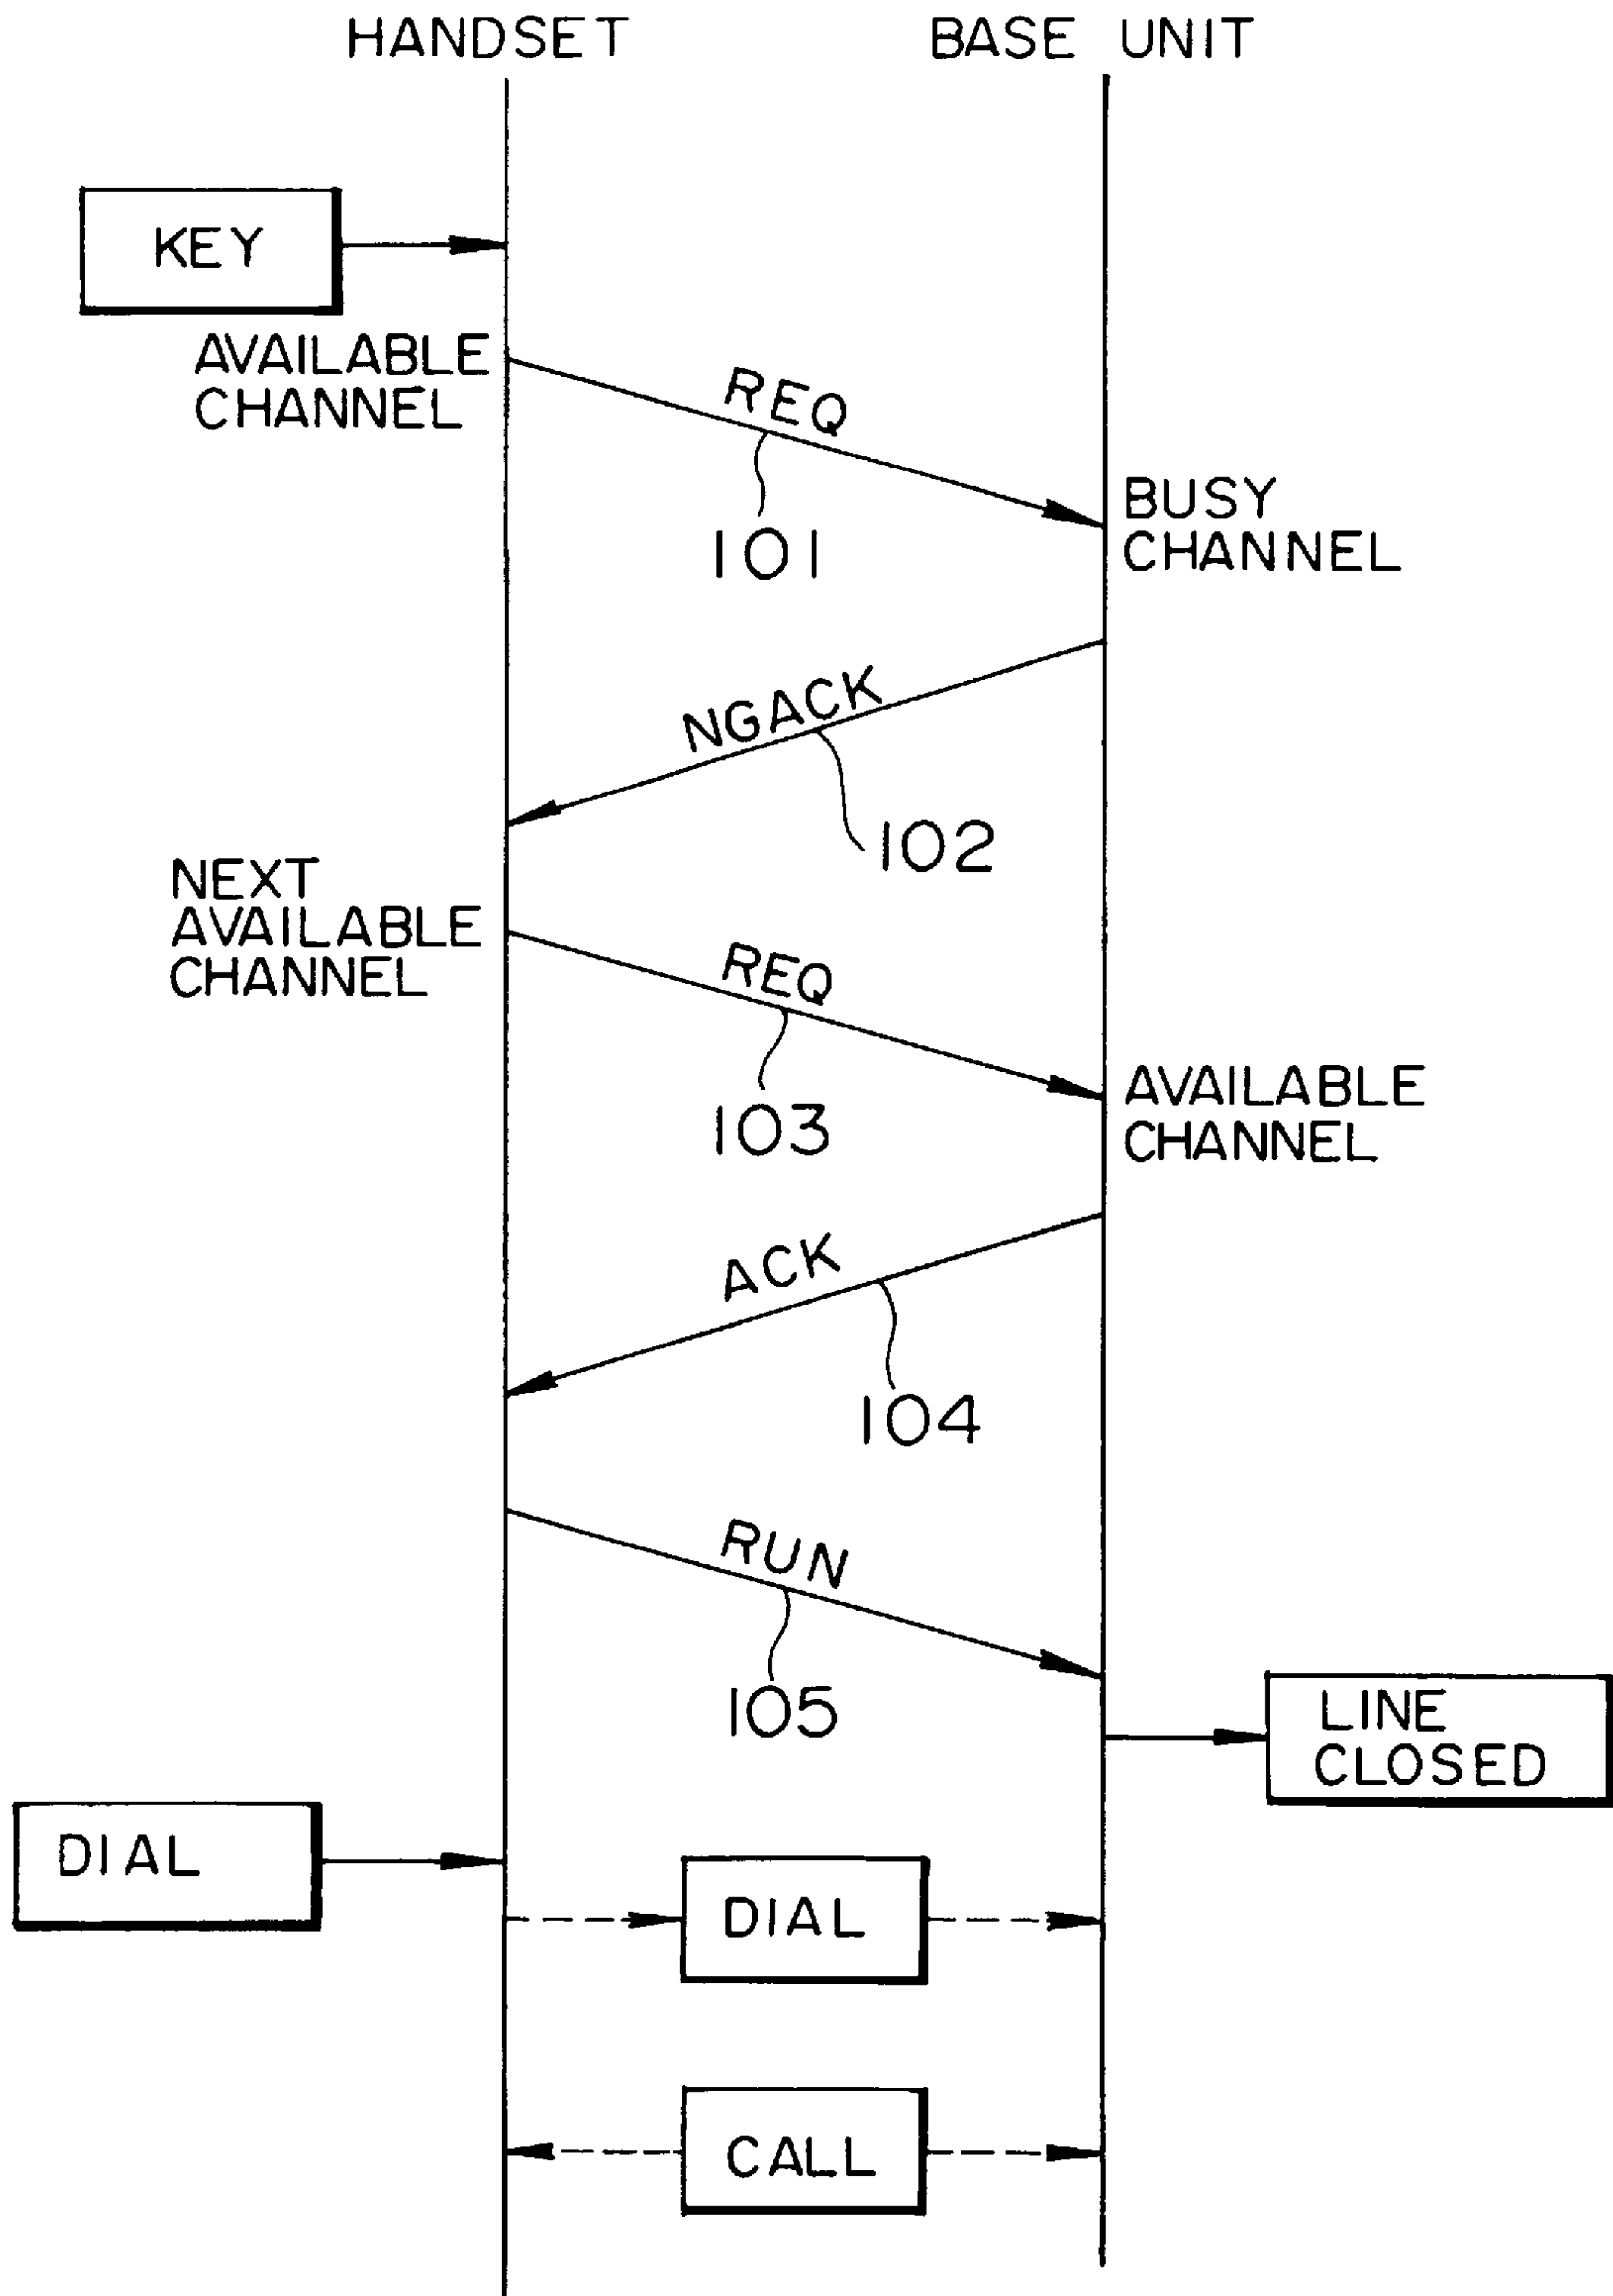 HANDSET
BASE UNIT
KEY
AVAILABLE
CHANNEL
REQ
101
BUSY
CHANNEL
NGACK
102
NEXT
AVAILABLE
CHANNEL
REQ
103
AVAILABLE
CHANNEL
ACK
104
RUN
105
LINE
CLOSED
DIAL
DIAL
CALL